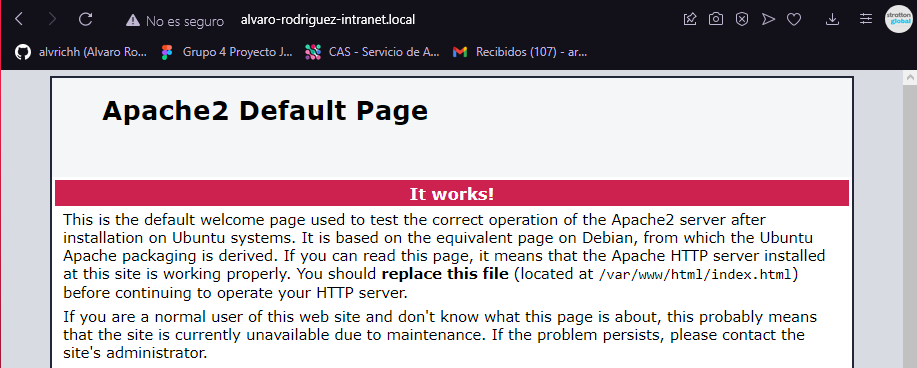 No es seguro alvaro-rodriguez-intranet.local
stratton
global
alvrichh (Alvaro Ro... Grupo 4 Proyecto J... CAS - Servicio de A... Recibidos (107) - ar...
Apache2 Default Page
It works!
This is the default welcome page used to test the correct operation of the Apache2 server after
installation on Ubuntu systems. It is based on the equivalent page on Debian, from which the Ubuntu
Apache packaging is derived. If you can read this page, it means that the Apache HTTP server installed
at this site is working properly. You should replace this file (located at /var/www/html/index.html)
before continuing to operate your HTTP server.
If you are a normal user of this web site and don't know what this page is about, this probably means
that the site is currently unavailable due to maintenance. If the problem persists, please contact the
site's administrator.